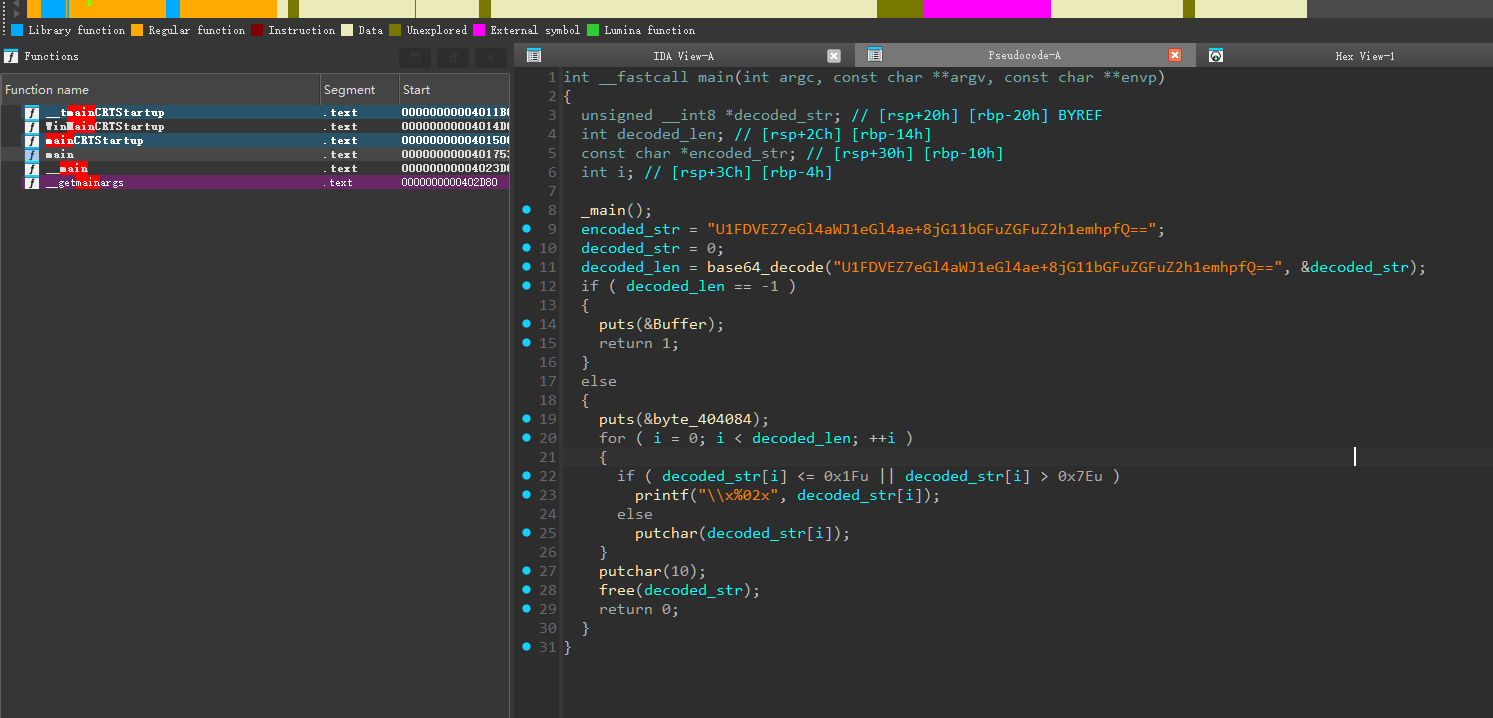 Library function Regular function Instruction Data Unexplored External symbol Lumina function
Functions
IDA View-A Pseudocode-A Hex View-1
Function name Segment Start
__tmainCRTStartup .text 00000000004011B0
WinMainCRTStartup .text 00000000004014D0
mainCRTStartup .text 0000000000401500
main .text 0000000000401753
__main .text 00000000004023D0
__getmainargs .text 0000000000402D80
1 int __fastcall main(int argc, const char **argv, const char **envp)
2 {
3 unsigned __int8 *decoded_str; // [rsp+20h] [rbp-20h] BYREF
4 int decoded_len; // [rsp+2Ch] [rbp-14h]
5 const char *encoded_str; // [rsp+30h] [rbp-10h]
6 int i; // [rsp+3Ch] [rbp-4h]
7
8 _main();
9 encoded_str = "U1FDVEZ7eGl4aWJ1eGl4ae+8jG11bGFuZGFuZ2h1emhpfQ==";
10 decoded_str = 0;
11 decoded_len = base64_decode("U1FDVEZ7eGl4aWJ1eGl4ae+8jG11bGFuZGFuZ2h1emhpfQ==", &decoded_str);
12 if ( decoded_len == -1 )
13 {
14 puts(&Buffer);
15 return 1;
16 }
17 else
18 {
19 puts(&byte_404084);
20 for ( i = 0; i < decoded_len; ++i )
21 {
22 if ( decoded_str[i] <= 0x1Fu || decoded_str[i] > 0x7Eu )
23 printf("\\x%02x", decoded_str[i]);
24 else
25 putchar(decoded_str[i]);
26 }
27 putchar(10);
28 free(decoded_str);
29 return 0;
30 }
31 }